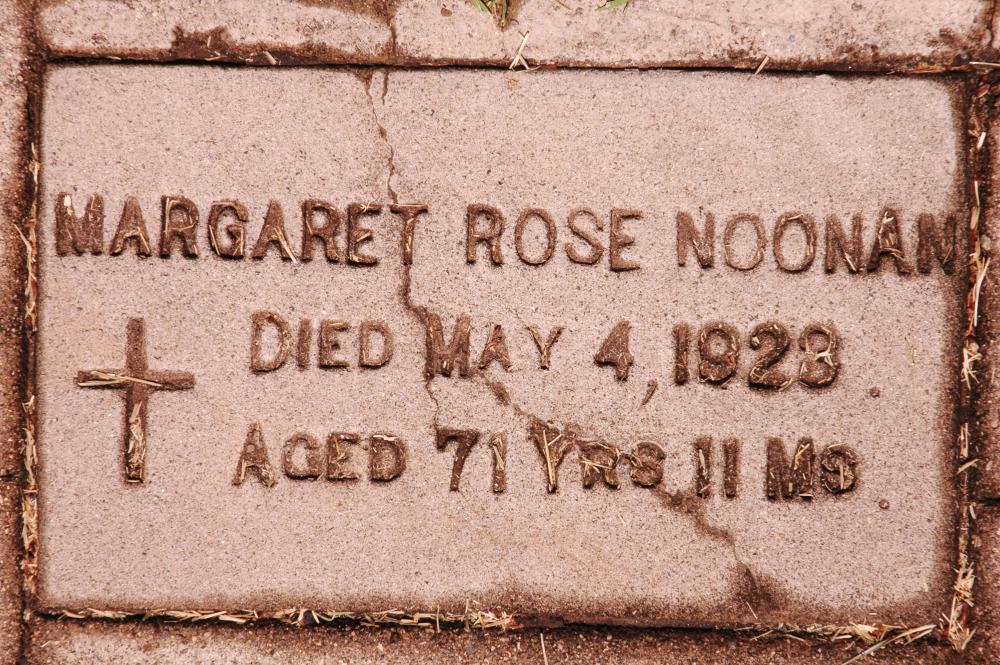 MARGARET ROSE NOONAN
DIED MAY 4, 1928.
AGED 71 YRS 11 MS.